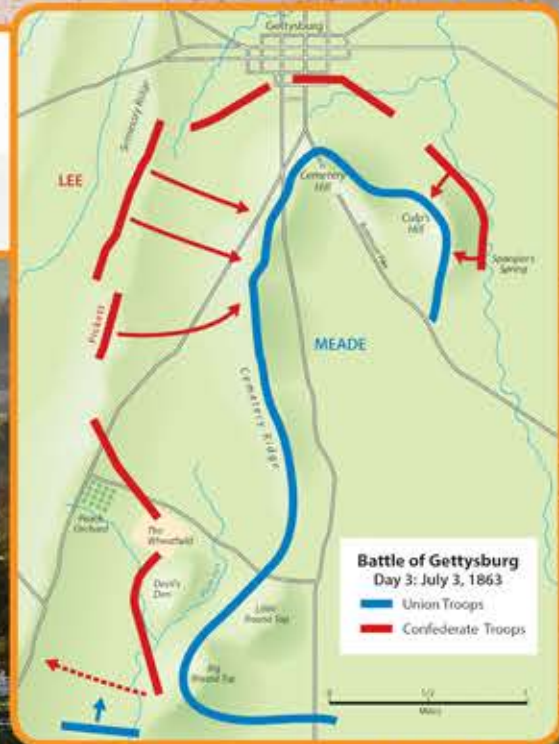 Gettysburg
Seminary Ridge
LEE
Cemetery
Hill
Culp's
Hill
Baltimore Pike
Spangler's
Spring
Pickett
MEADE
Cemetery Ridge
Peach
Orchard
The
Wheatfield
Devil's
Den
Little
Round Top
Big
Round Top
Battle of Gettysburg
Day 3: July 3, 1863
Union Troops
Confederate Troops
0 1/2 1
Miles